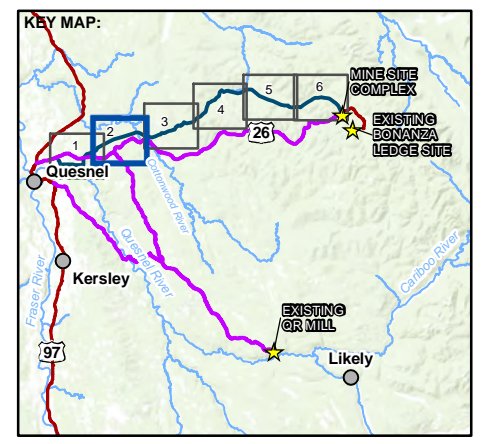 KEY MAP:
1
2
3
4
5
6
MINE SITE
COMPLEX
26
EXISTING
BONANZA
LEDGE SITE
Quesnel
Cottonwood River
Quesnel River
Cariboo River
Fraser River
Kersley
EXISTING
QR MILL
97
Likely